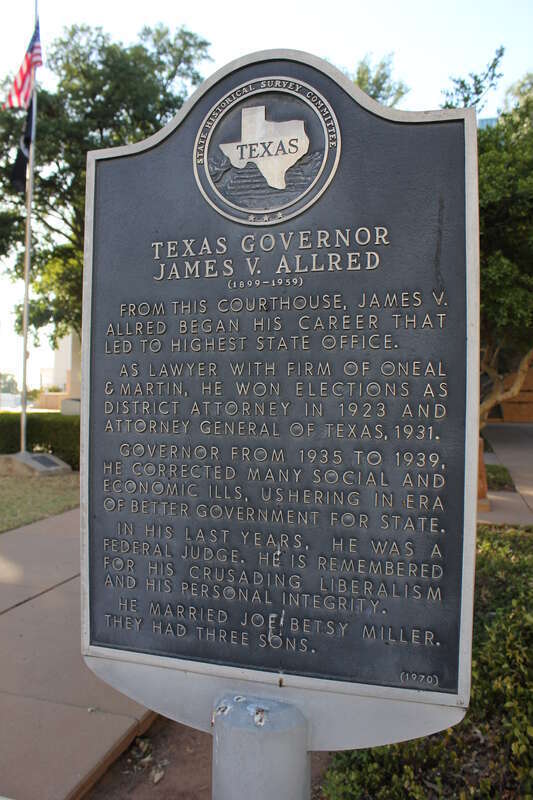 STATE HISTORICAL SURVEY COMMITTEE
TEXAS
TEXAS GOVERNOR
JAMES V. ALLRED
(1899-1959)
FROM THIS COURTHOUSE, JAMES V.
ALLRED BEGAN HIS CAREER THAT
LED TO HIGHEST STATE OFFICE.
AS LAWYER WITH FIRM OF ONEAL
& MARTIN, HE WON ELECTIONS AS
DISTRICT ATTORNEY IN 1923 AND
ATTORNEY GENERAL OF TEXAS, 1931.
GOVERNOR FROM 1935 TO 1939,
HE CORRECTED MANY SOCIAL AND
ECONOMIC ILLS, USHERING IN ERA
OF BETTER GOVERNMENT FOR STATE.
IN HIS LAST YEARS, HE WAS A
FEDERAL JUDGE. HE IS REMEMBERED
FOR HIS CRUSADING LIBERALISM
AND HIS PERSONAL INTEGRITY.
HE MARRIED JOE BETSY MILLER.
THEY HAD THREE SONS.
(1970)